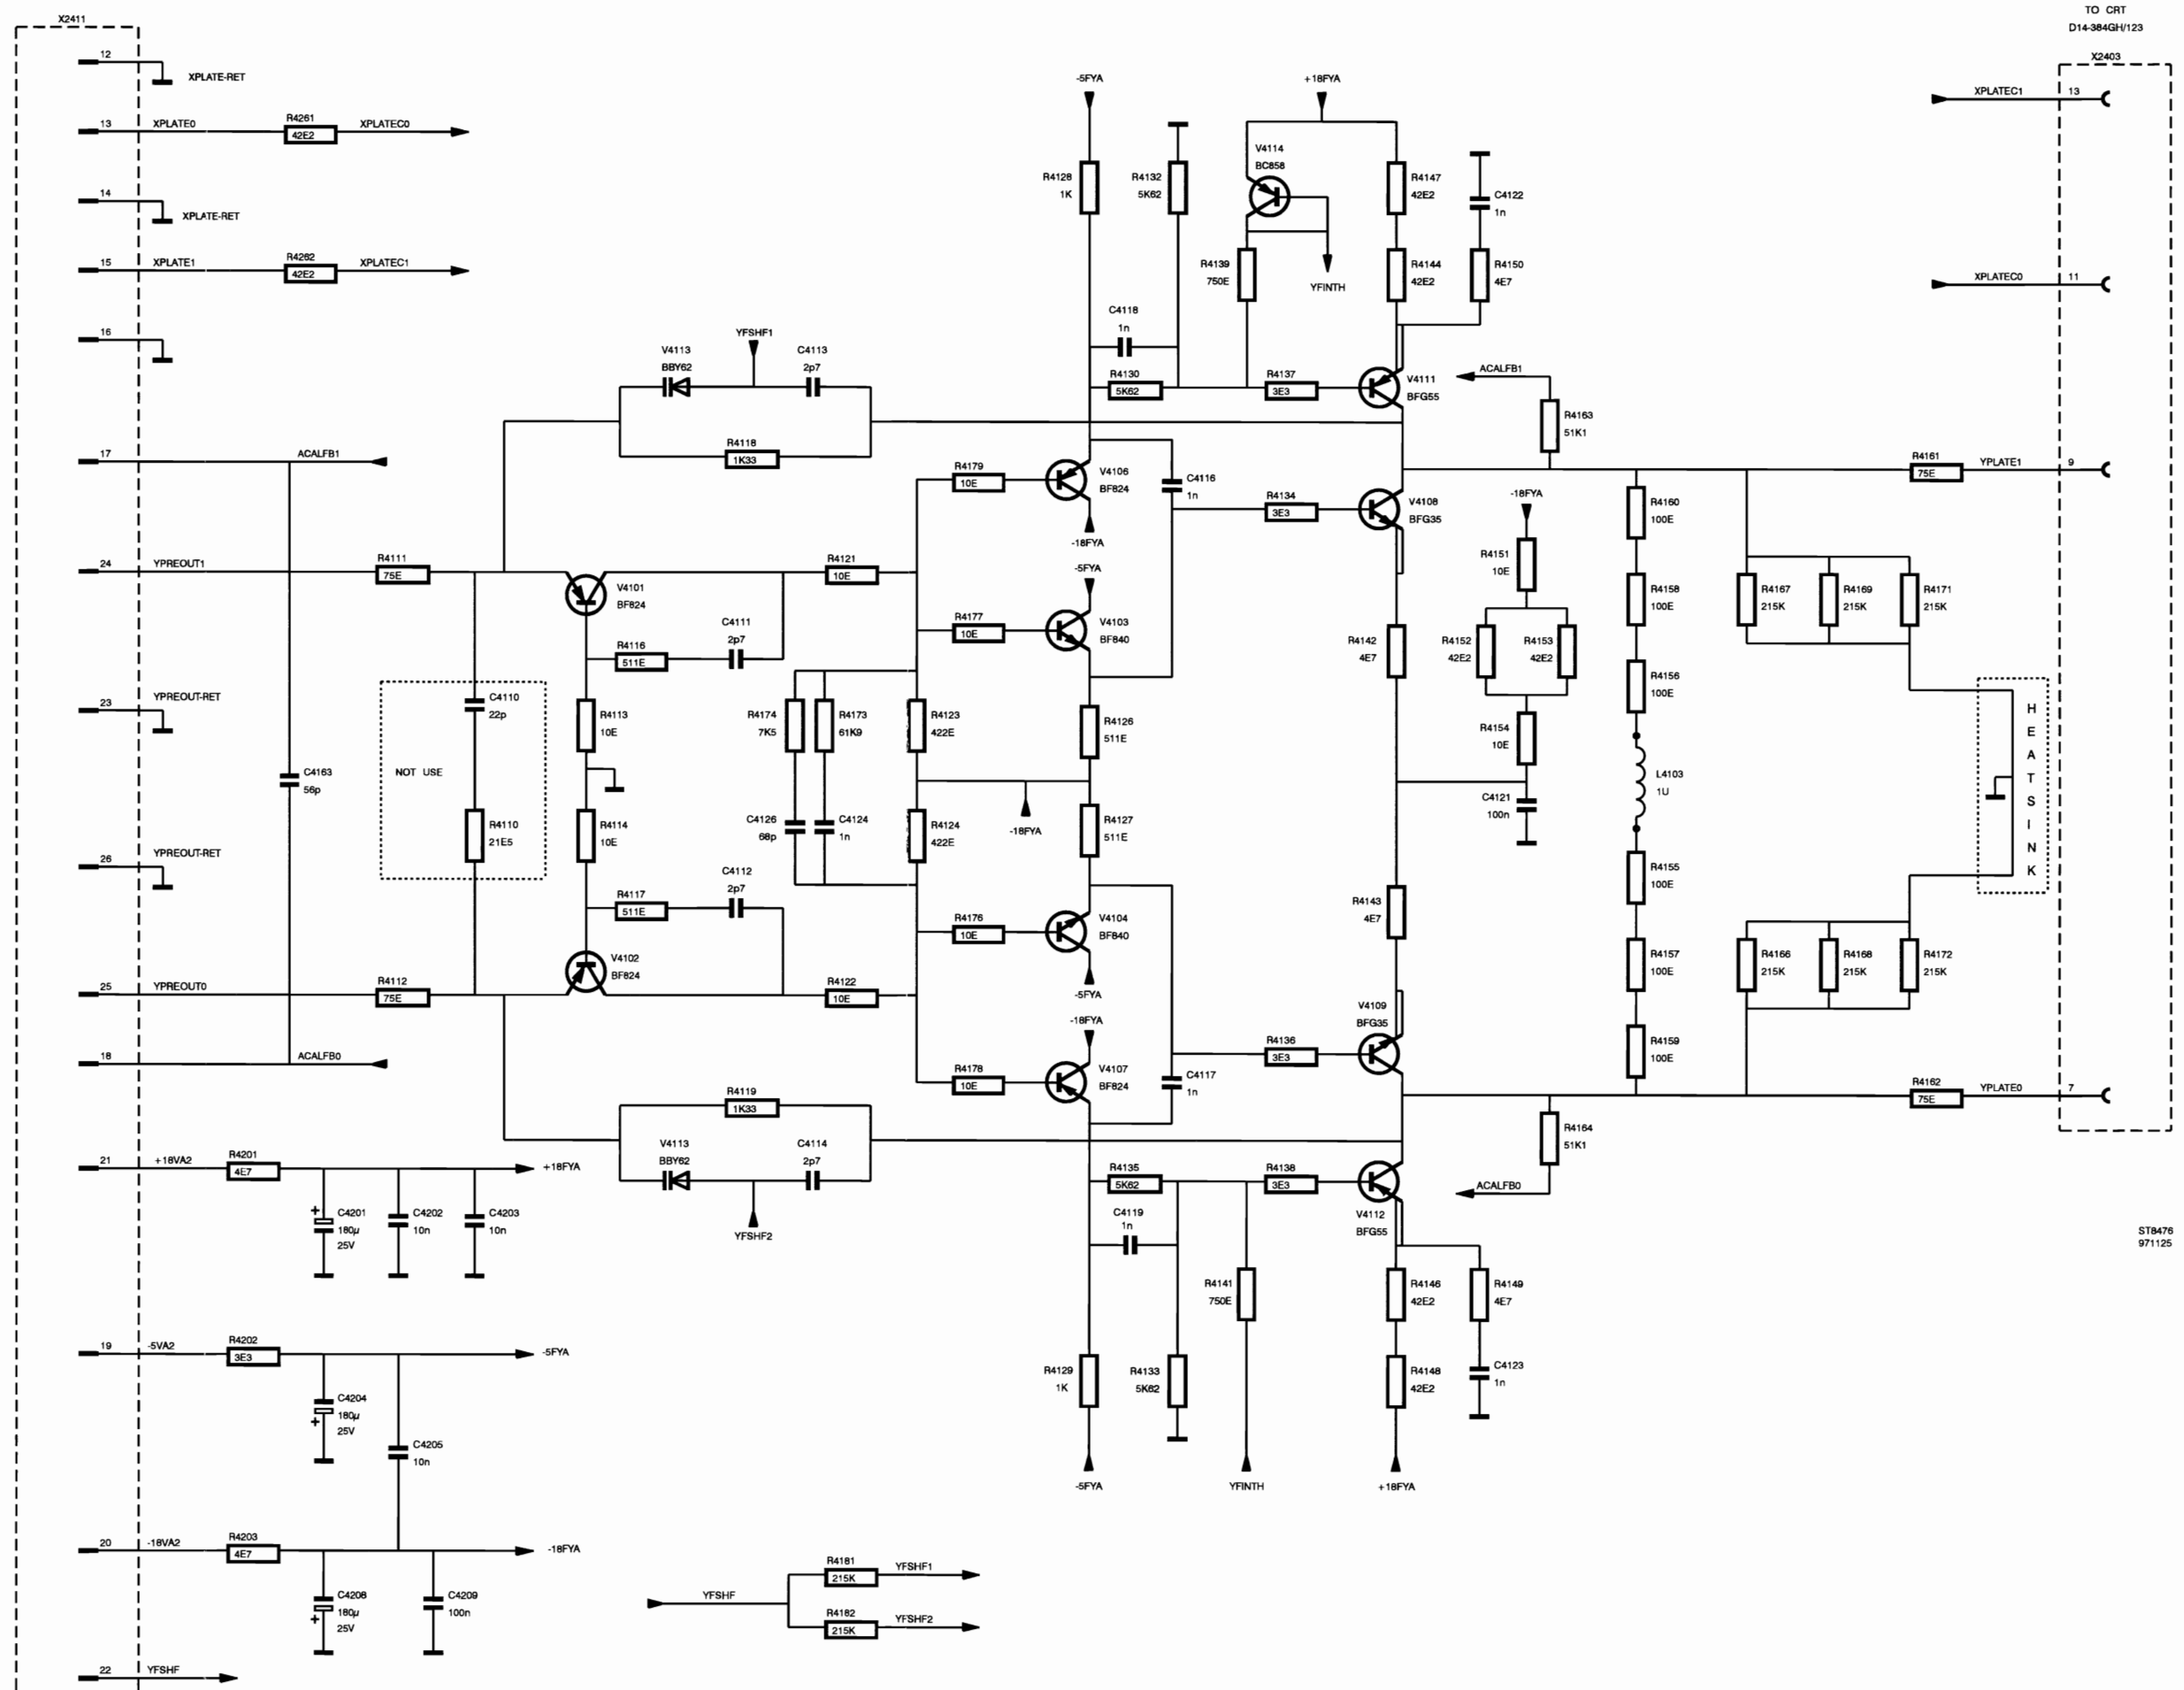 X2411
12
XPLATE-RET
13
XPLATE0
R4261
42E2
XPLATEC0
14
XPLATE-RET
15
XPLATE1
R4262
42E2
XPLATEC1
16
17
ACALFB1
24
YPREOUT1
R4111
75E
23
YPREOUT-RET
C4163
56p
NOT USE
C4110
22p
R4110
21E5
26
YPREOUT-RET
25
YPREOUT0
R4112
75E
18
ACALFB0
21
+18VA2
R4201
4E7
+18FYA
C4201
180µ
25V
+
C4202
10n
C4203
10n
19
-5VA2
R4202
3E3
-5FYA
C4204
180µ
25V
+
C4205
10n
20
-18VA2
R4203
4E7
-18FYA
C4208
180µ
25V
+
C4209
100n
22
YFSHF
YFSHF1
V4113
BBY62
C4113
2p7
R4118
1K33
V4101
BF824
R4121
10E
R4116
511E
C4111
2p7
R4113
10E
R4114
10E
R4174
7K5
R4173
61K9
R4123
422E
C4126
68p
C4124
1n
R4124
422E
R4117
511E
C4112
2p7
V4102
BF824
R4122
10E
R4119
1K33
V4113
BBY62
C4114
2p7
YFSHF2
YFSHF
R4181
215K
YFSHF1
R4182
215K
YFSHF2
-5FYA
R4128
1K
R4132
5K62
C4118
1n
R4130
5K62
R4179
10E
V4106
BF824
-18FYA
C4116
1n
-5FYA
R4177
10E
V4103
BF840
R4126
511E
-18FYA
R4127
511E
R4176
10E
V4104
BF840
-5FYA
-18FYA
R4178
10E
V4107
BF824
C4117
1n
R4135
5K62
C4119
1n
R4129
1K
-5FYA
R4133
5K62
+18FYA
V4114
BC858
R4139
750E
YFINTH
R4147
42E2
R4144
42E2
C4122
1n
R4150
4E7
R4137
3E3
V4111
BFG55
ACALFB1
R4163
51K1
R4134
3E3
V4108
BFG35
R4142
4E7
-18FYA
R4151
10E
R4152
42E2
R4153
42E2
R4154
10E
C4121
100n
R4143
4E7
V4109
BFG35
R4136
3E3
R4138
3E3
V4112
BFG55
ACALFB0
R4164
51K1
R4141
750E
YFINTH
R4146
42E2
R4148
42E2
+18FYA
R4149
4E7
C4123
1n
R4160
100E
R4158
100E
R4156
100E
L4103
1U
R4155
100E
R4157
100E
R4159
100E
R4167
215K
R4169
215K
R4171
215K
R4166
215K
R4168
215K
R4172
215K
HEATSINK
TO CRT
D14-384GH/123
X2403
XPLATEC1
13
XPLATEC0
11
R4161
75E
YPLATE1
9
R4162
75E
YPLATE0
7
ST8476
971125